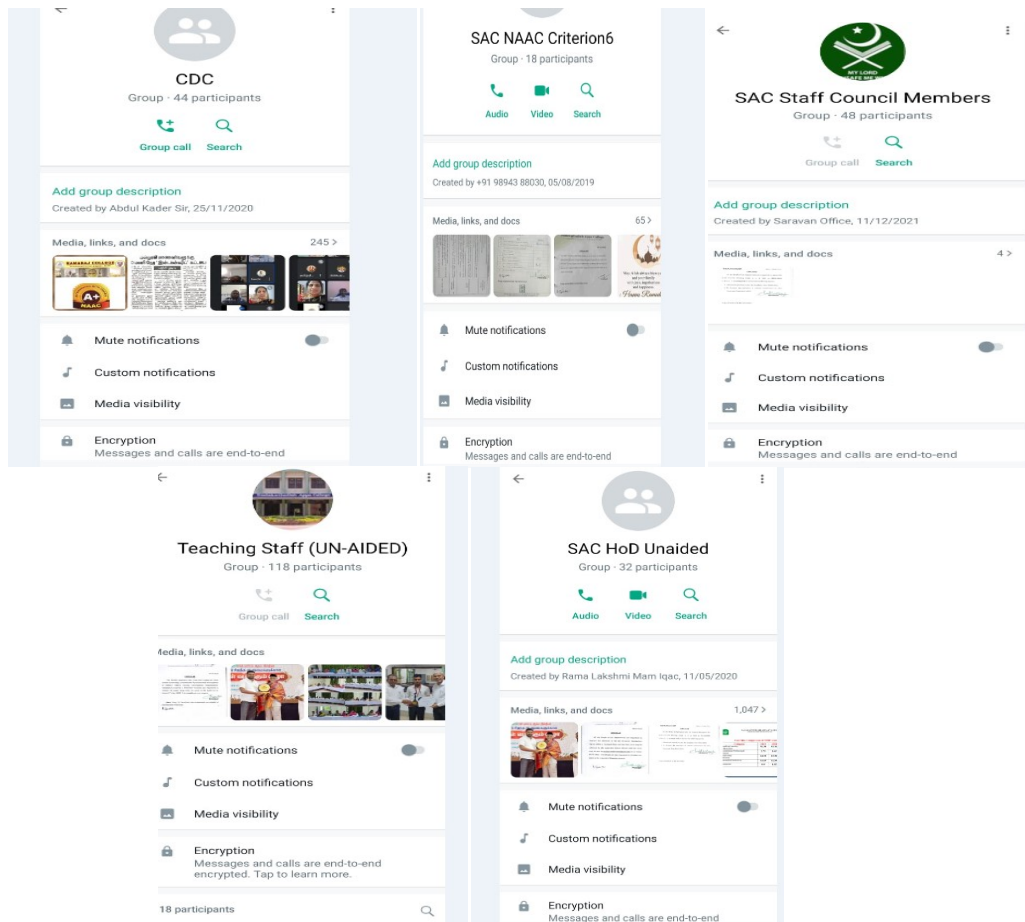 CDC
Group · 44 participants
Group call Search
Add group description
Created by Abdul Kader Sir, 25/11/2020
Media, links, and docs 245 >
KAMARAJ COLLEGE
A+
NAAC
Mute notifications
Custom notifications
Media visibility
Encryption
Messages and calls are end-to-end
SAC NAAC Criterion6
Group · 18 participants
Audio Video Search
Add group description
Created by +91 98943 88030, 05/08/2019
Media, links, and docs 65 >
Mute notifications
Custom notifications
Media visibility
Encryption
Messages and calls are end-to-end
MY LORD
SAC Staff Council Members
Group · 48 participants
Group call Search
Add group description
Created by Saravan Office, 11/12/2021
Media, links, and docs 4 >
Mute notifications
Custom notifications
Media visibility
Encryption
Messages and calls are end-to-end
Teaching Staff (UN-AIDED)
Group · 118 participants
Group call Search
Media, links, and docs
Mute notifications
Custom notifications
Media visibility
Encryption
Messages and calls are end-to-end
encrypted. Tap to learn more.
18 participants
SAC HoD Unaided
Group · 32 participants
Audio Video Search
Add group description
Created by Rama Lakshmi Mam Iqac, 11/05/2020
Media, links, and docs 1,047 >
Mute notifications
Custom notifications
Media visibility
Encryption
Messages and calls are end-to-end